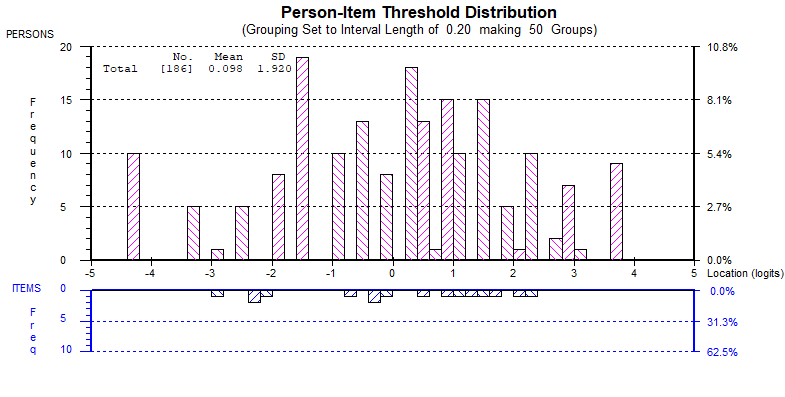 Person-Item Threshold Distribution
(Grouping Set to Interval Length of 0.20 making 50 Groups)
PERSONS
No. Mean SD
Total [186] 0.098 1.920
Frequency
20
15
10
5
0
10.8%
8.1%
5.4%
2.7%
0.0%
-5 -4 -3 -2 -1 0 1 2 3 4 5 Location (logits)
ITEMS
Freq
0
5
10
0.0%
31.3%
62.5%